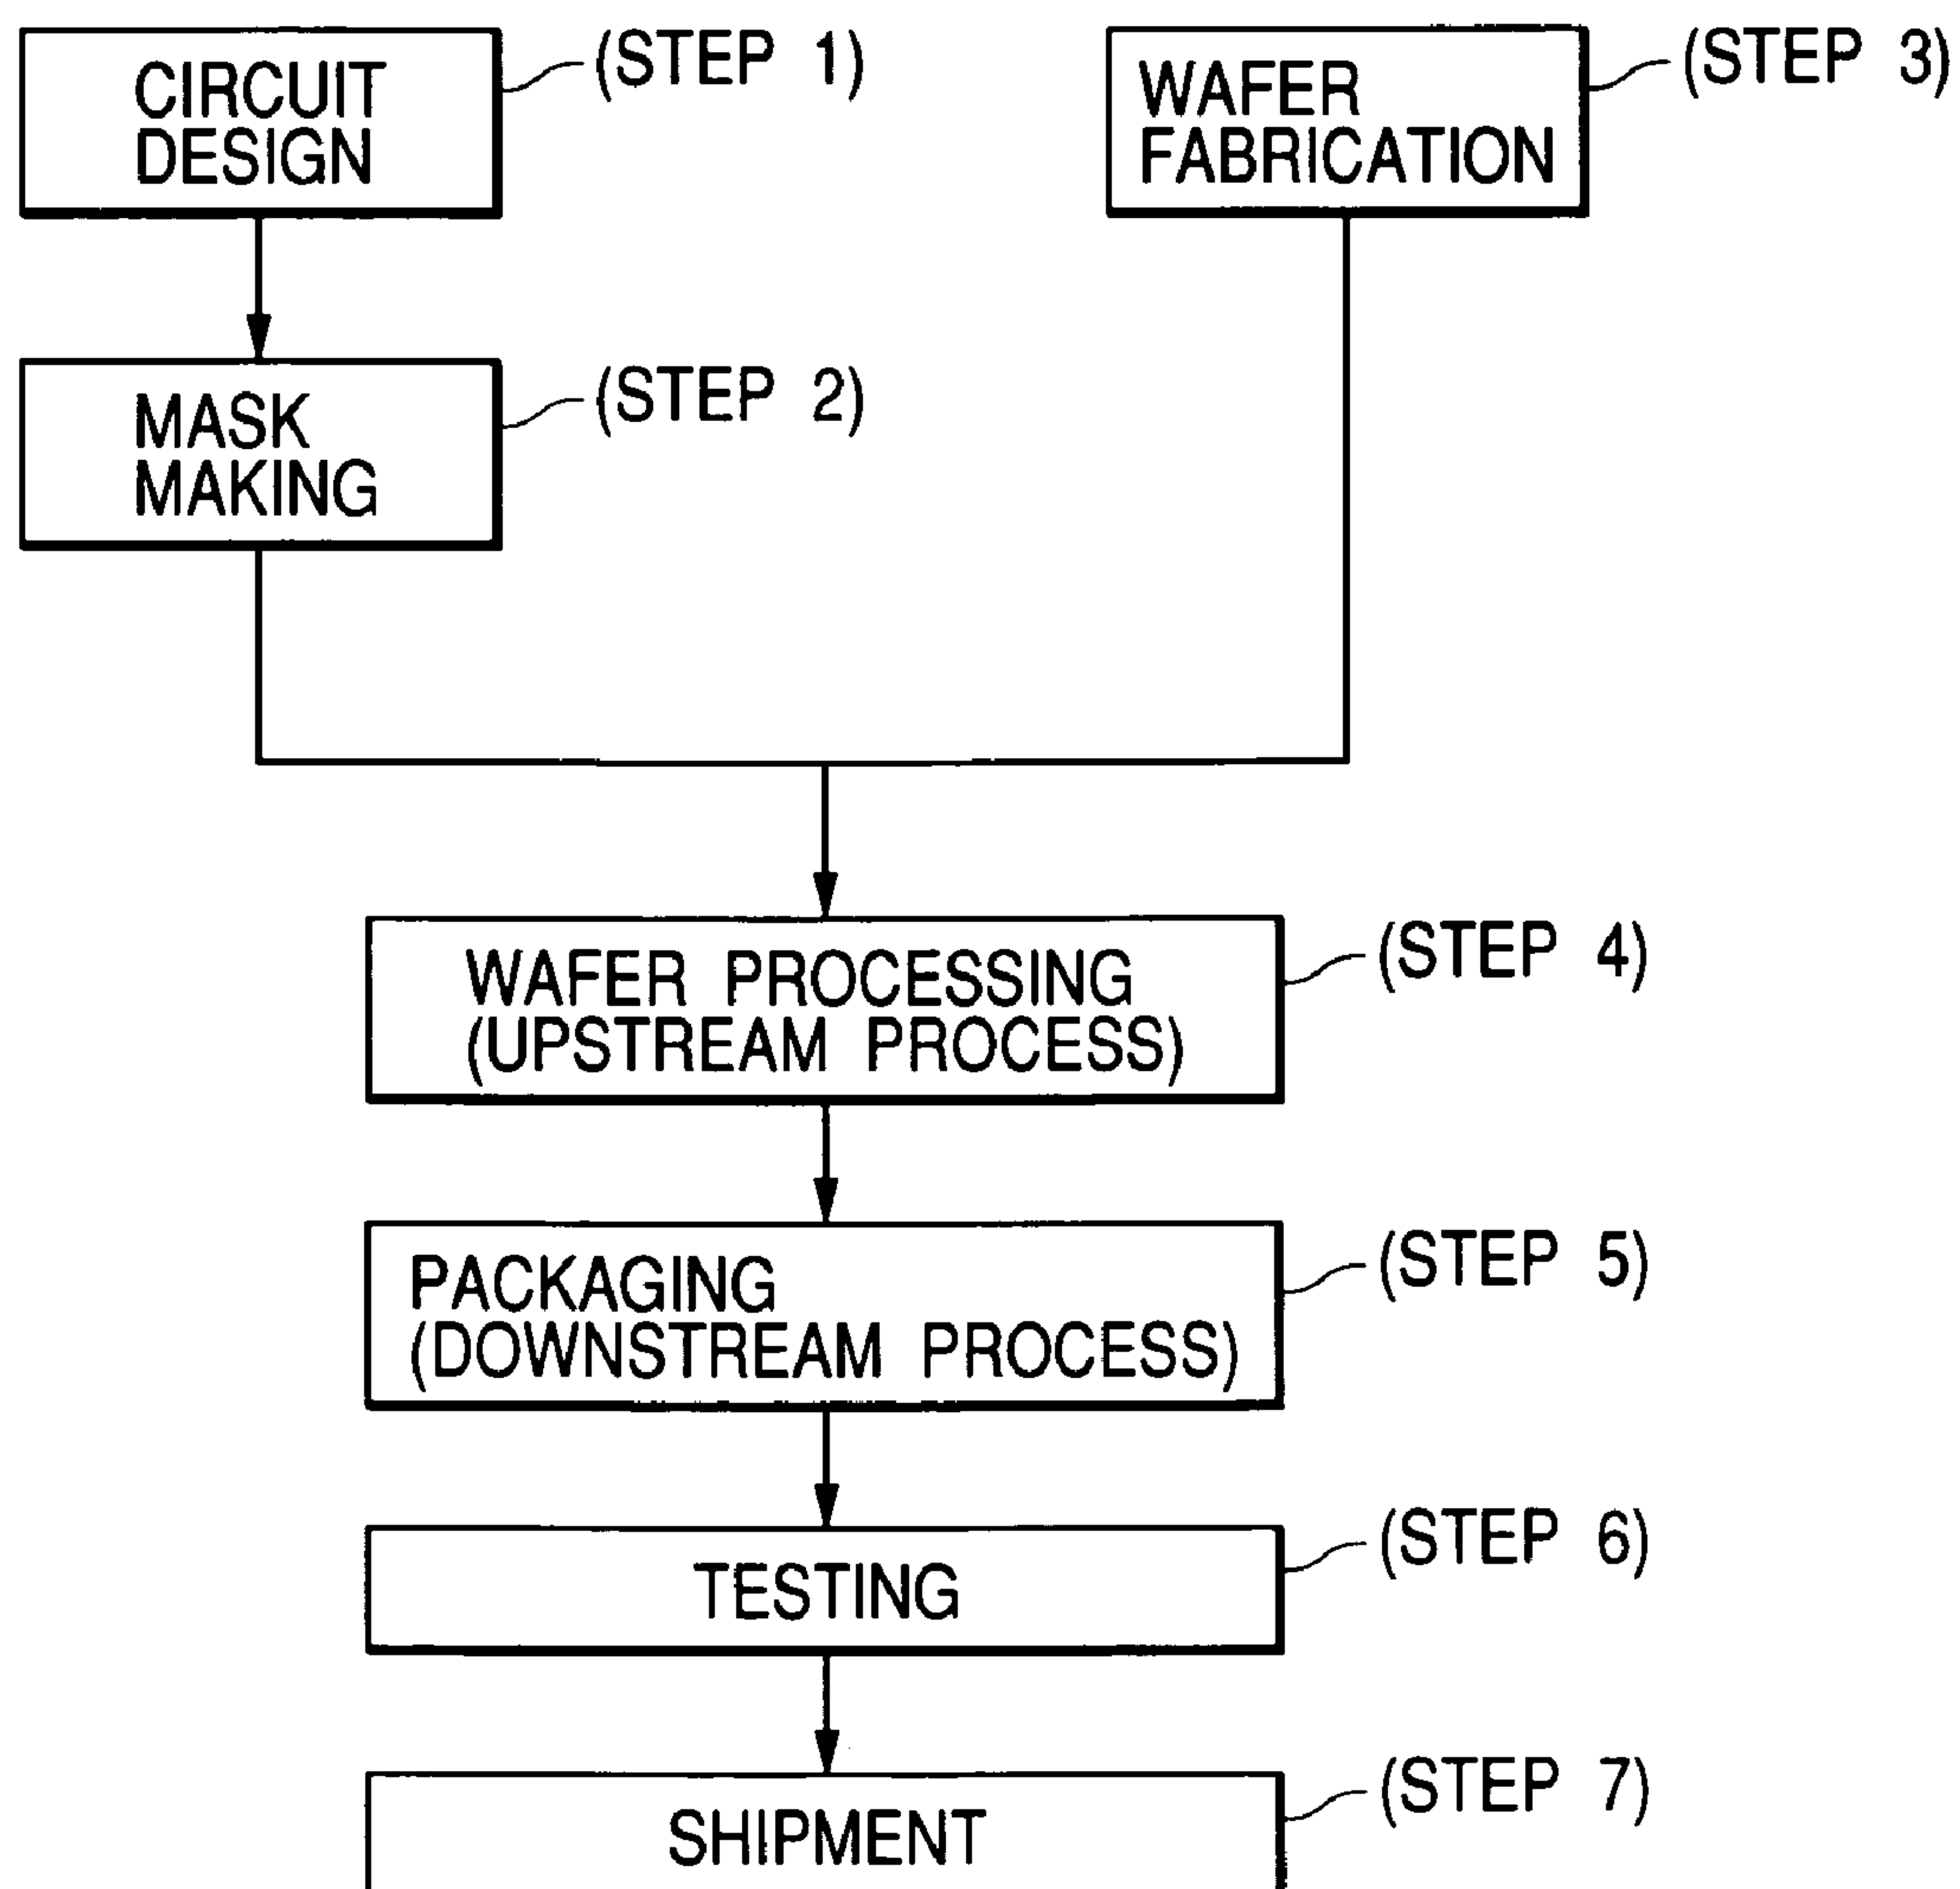 CIRCUIT
DESIGN
(STEP 1)
WAFER
FABRICATION
(STEP 3)
MASK
MAKING
(STEP 2)
WAFER PROCESSING
(UPSTREAM PROCESS)
(STEP 4)
PACKAGING
(DOWNSTREAM PROCESS)
(STEP 5)
TESTING
(STEP 6)
SHIPMENT
(STEP 7)